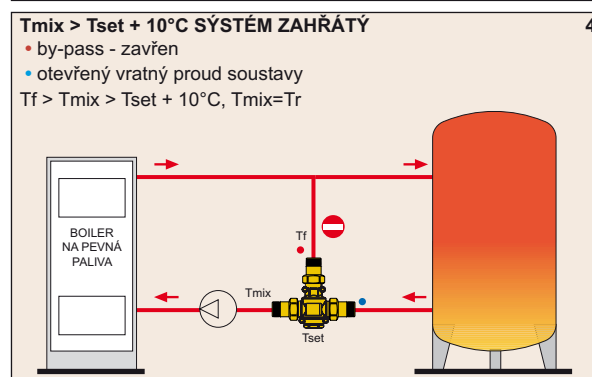 Tmix > Tset + 10°C SÝSTÉM ZAHŘÁTÝ 4
• by-pass - zavřen
• otevřený vratný proud soustavy
Tf > Tmix > Tset + 10°C, Tmix=Tr
BOILER
NA PEVNÁ
PALIVA
Tf
Tmix
Tset